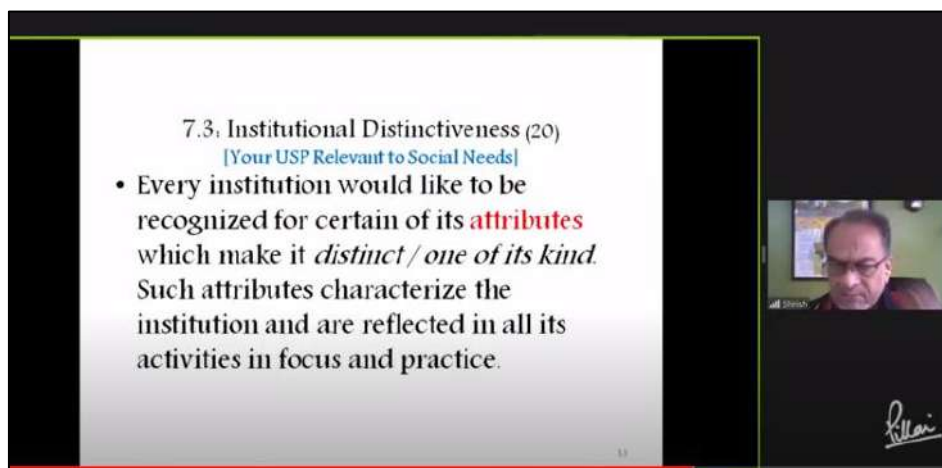 7.3: Institutional Distinctiveness (20)
[Your USP Relevant to Social Needs]
• Every institution would like to be
recognized for certain of its attributes
which make it distinct / one of its kind.
Such attributes characterize the
institution and are reflected in all its
activities in focus and practice.
Shirish
Pillai